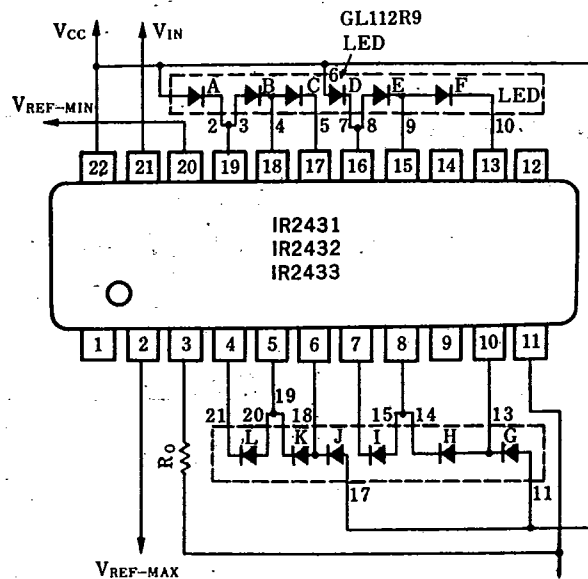 GL112R9
LED
VCC VIN
6
A B C D E F
LED
VREF-MIN
2 3 4 5 7 8 9 10
22 21 20 19 18 17 16 15 14 13 12
IR2431
IR2432
IR2433
1 2 3 4 5 6 7 8 9 10 11
19
21 20 18 15 14 13
L K J I H G
RO
17 11
VREF-MAX